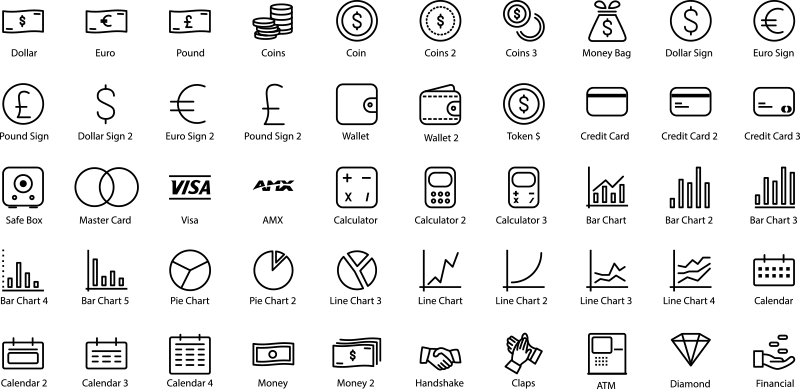 $ € £ $ $ $ $ $ €
Dollar Euro Pound Coins Coin Coins 2 Coins 3 Money Bag Dollar Sign Euro Sign
£ $ € £ $
Pound Sign Dollar Sign 2 Euro Sign 2 Pound Sign 2 Wallet Wallet 2 Token $ Credit Card Credit Card 2 Credit Card 3
VISA AMX + − x /
Safe Box Master Card Visa AMX Calculator Calculator 2 Calculator 3 Bar Chart Bar Chart 2 Bar Chart 3
Bar Chart 4 Bar Chart 5 Pie Chart Pie Chart 2 Line Chart 3 Line Chart Line Chart 2 Line Chart 3 Line Chart 4 Calendar
$
Calendar 2 Calendar 3 Calendar 4 Money Money 2 Handshake Claps ATM Diamond Financial